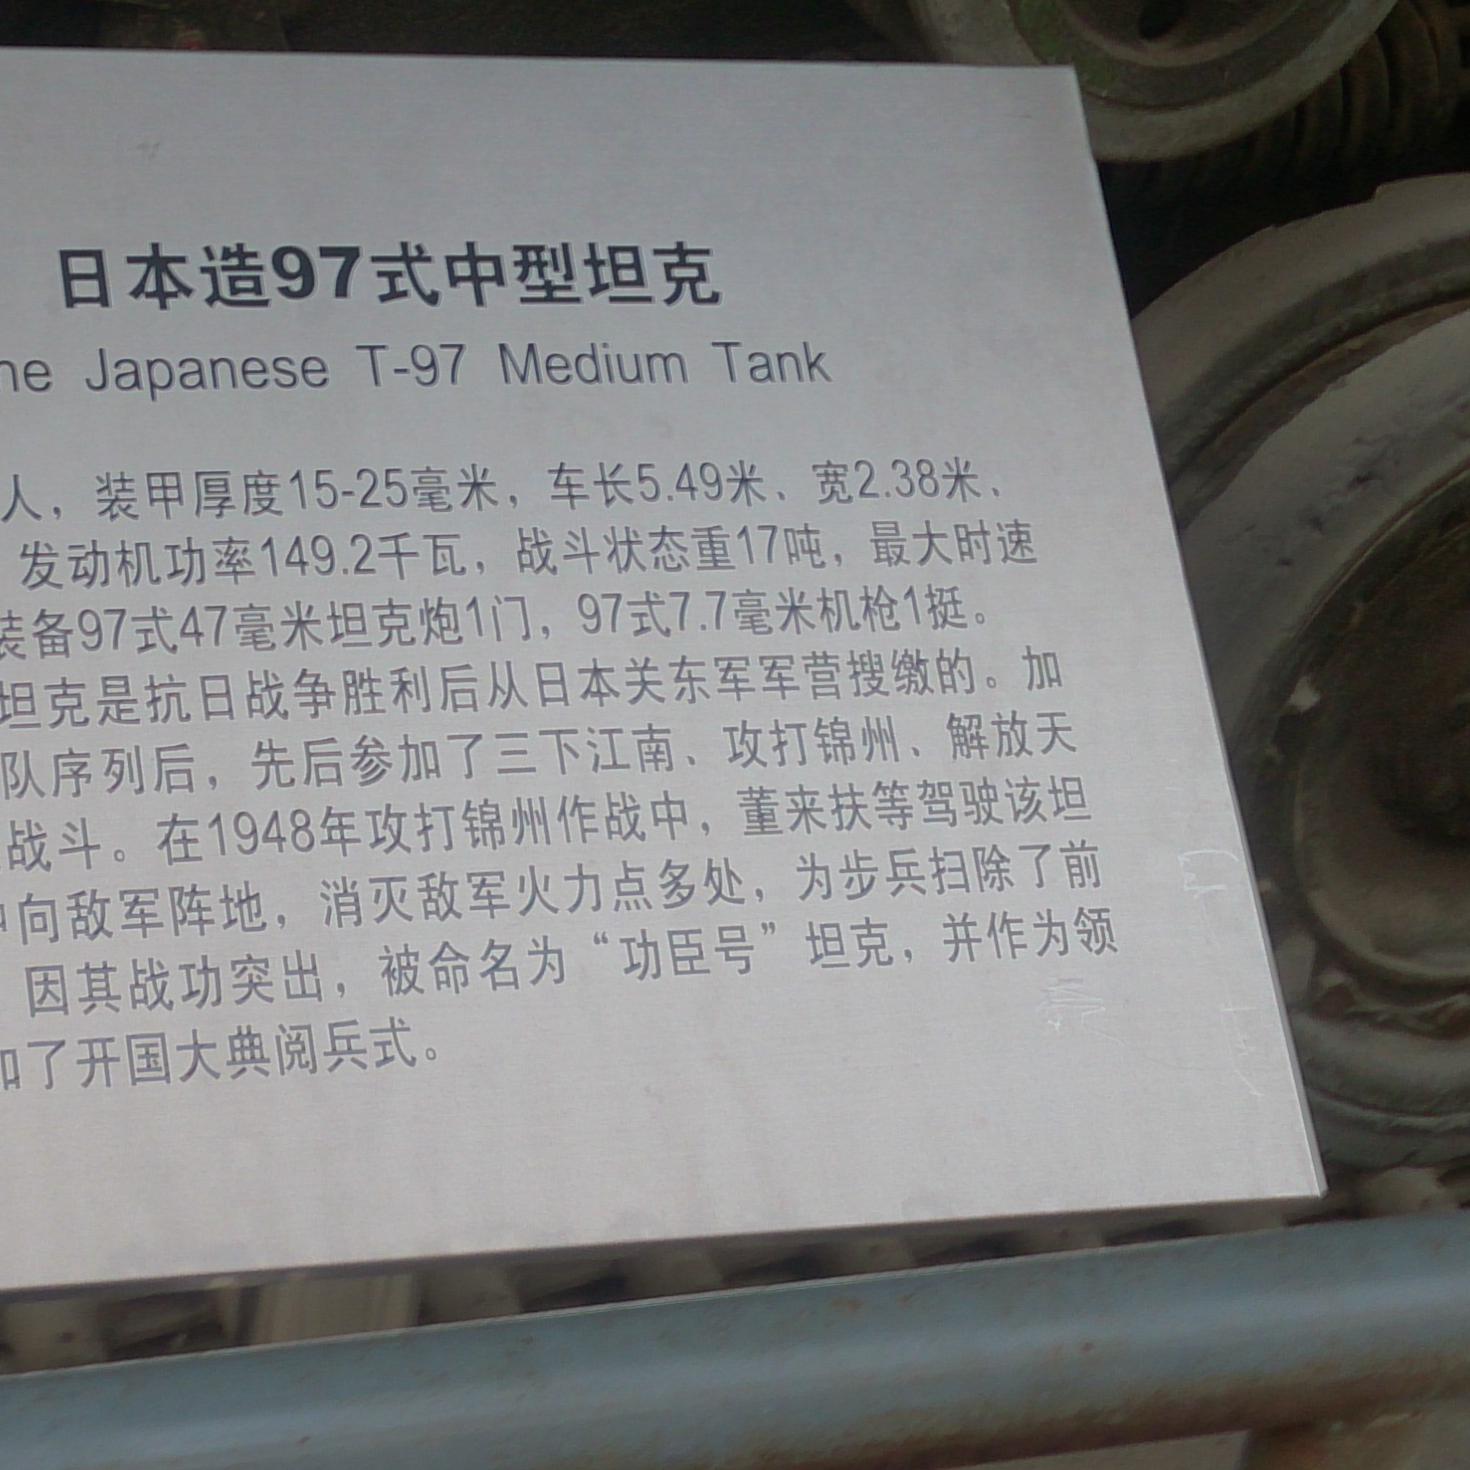 日本造97式中型坦克
he Japanese T-97 Medium Tank
人，装甲厚度15-25毫米，车长5.49米、宽2.38米、
发动机功率149.2千瓦，战斗状态重17吨，最大时速
装备97式47毫米坦克炮1门，97式7.7毫米机枪1挺。
坦克是抗日战争胜利后从日本关东军军营搜缴的。加
队序列后，先后参加了三下江南、攻打锦州、解放天
战斗。在1948年攻打锦州作战中，董来扶等驾驶该坦
向敌军阵地，消灭敌军火力点多处，为步兵扫除了前
因其战功突出，被命名为“功臣号”坦克，并作为领
加了开国大典阅兵式。